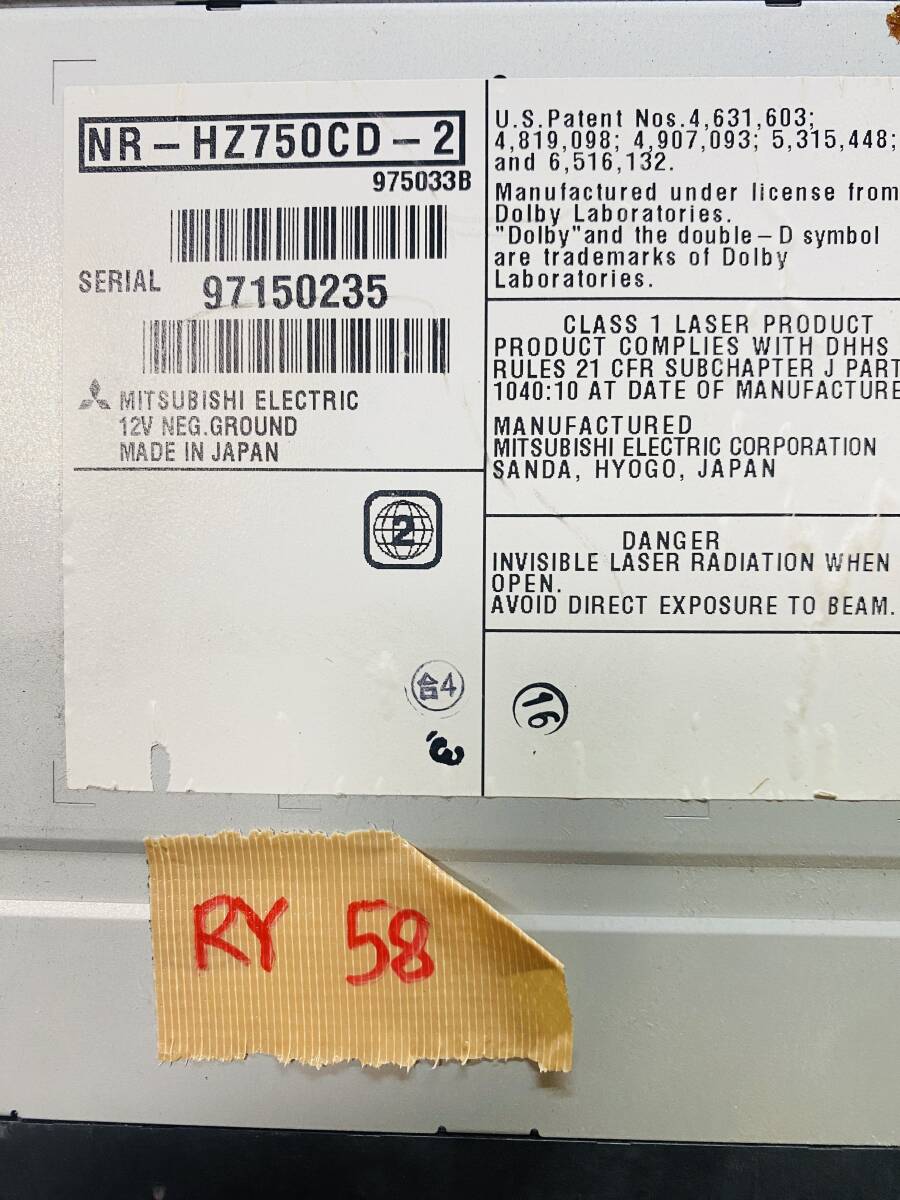 NR-HZ750CD-2
975033B
SERIAL 97150235
MITSUBISHI ELECTRIC
12V NEG.GROUND
MADE IN JAPAN
2
台4
3
U.S.Patent Nos.4,631,603;
4,819,098; 4,907,093; 5,315,448;
and 6,516,132.
Manufactured under license from
Dolby Laboratories.
"Dolby"and the double-D symbol
are trademarks of Dolby
Laboratories.
CLASS 1 LASER PRODUCT
PRODUCT COMPLIES WITH DHHS
RULES 21 CFR SUBCHAPTER J PART
1040:10 AT DATE OF MANUFACTURE
MANUFACTURED
MITSUBISHI ELECTRIC CORPORATION
SANDA, HYOGO, JAPAN
DANGER
INVISIBLE LASER RADIATION WHEN
OPEN.
AVOID DIRECT EXPOSURE TO BEAM.
16
RY 58